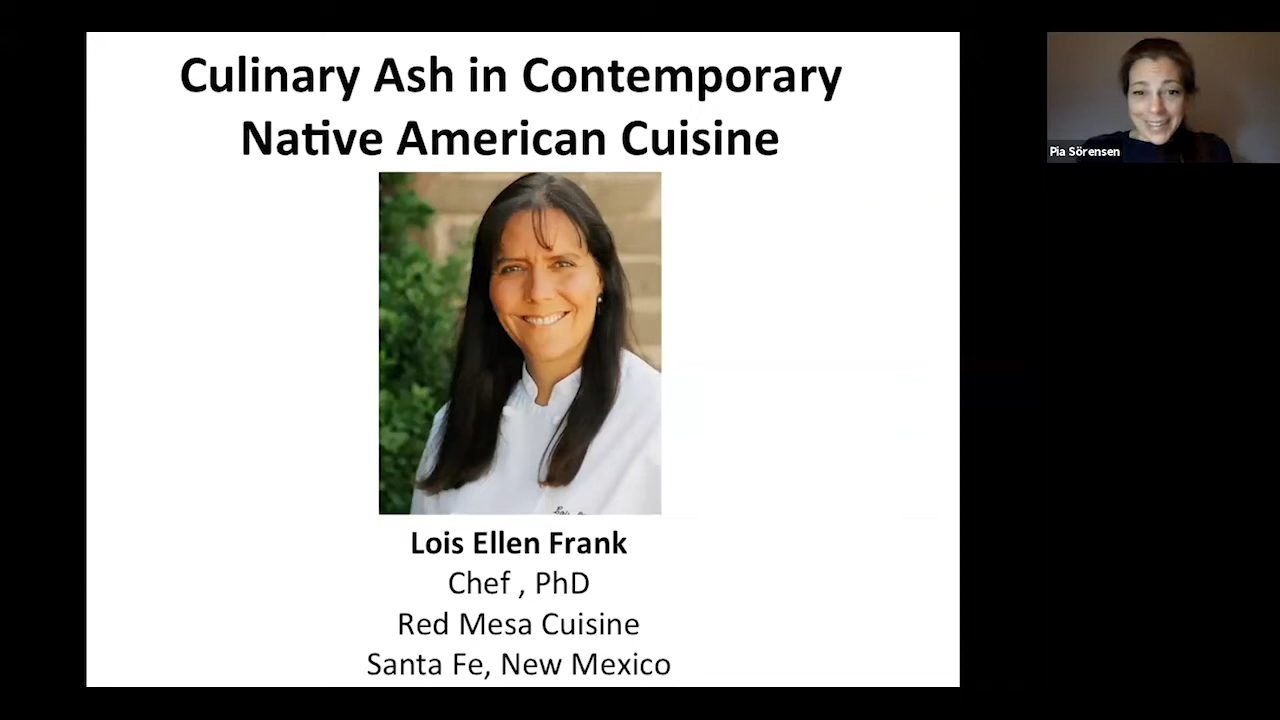 Culinary Ash in Contemporary
Native American Cuisine
Pia Sörensen
Lois Ellen Frank
Chef , PhD
Red Mesa Cuisine
Santa Fe, New Mexico